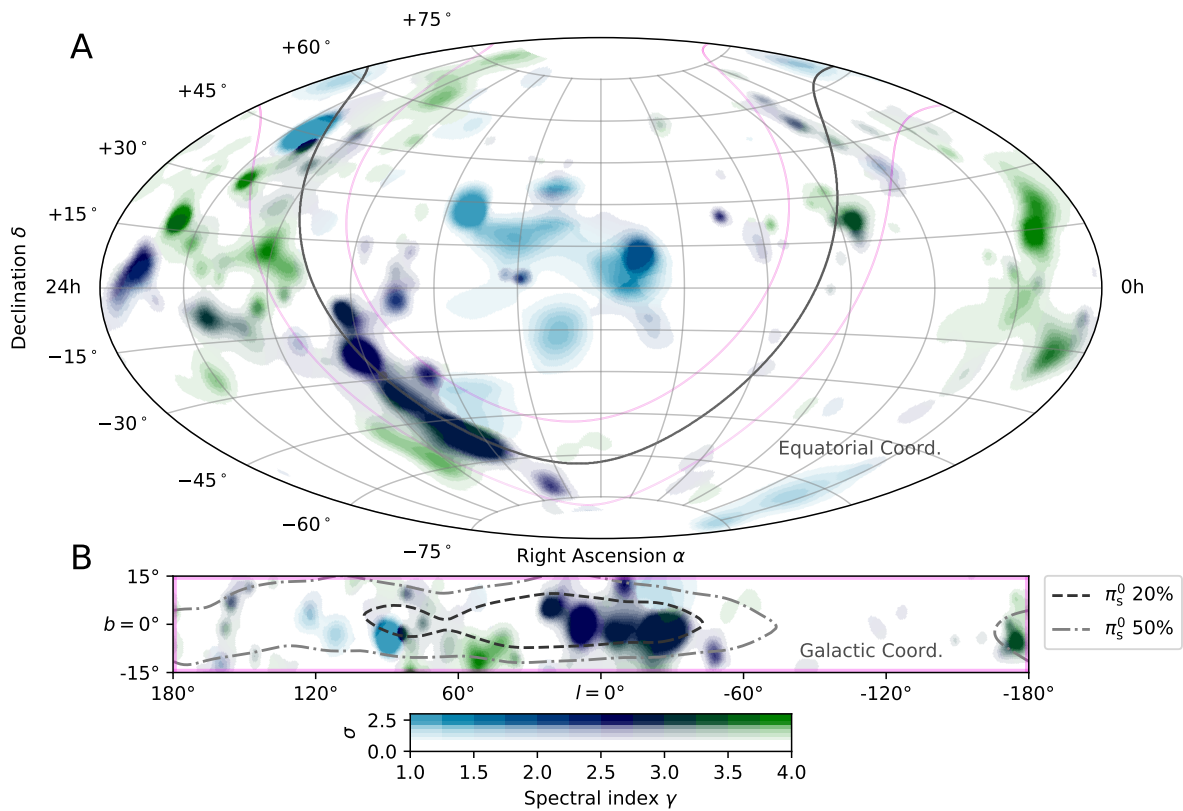 A
+75°
+60°
+45°
+30°
+15°
24h
0h
−15°
−30°
−45°
−60°
−75°
Declination δ
Equatorial Coord.
Right Ascension α
B
15°
b = 0°
-15°
Galactic Coord.
180° 120° 60° l = 0° -60° -120° -180°
π⁰ₛ 20%
π⁰ₛ 50%
σ
2.5
0.0
1.0 1.5 2.0 2.5 3.0 3.5 4.0
Spectral index γ